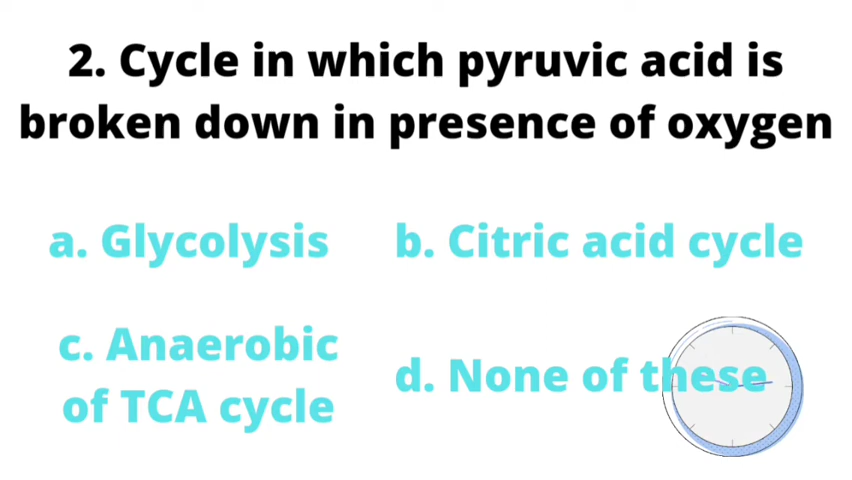 2. Cycle in which pyruvic acid is
broken down in presence of oxygen
a. Glycolysis
b. Citric acid cycle
c. Anaerobic
of TCA cycle
d. None of these